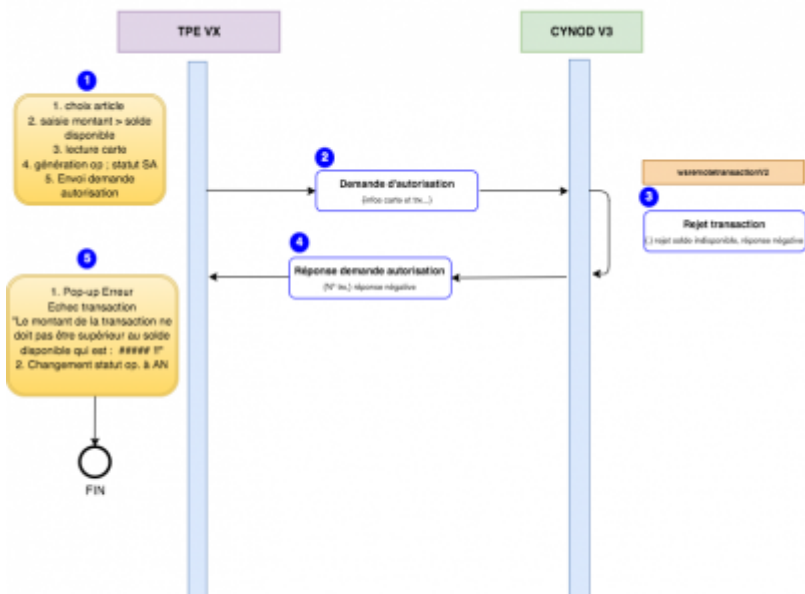 TPE VX
CYNOD V3
1
1. choix article
2. saisie montant > solde
disponible
3. lecture carte
4. génération op ; statut SA
5. Envoi demande
autorisation
2
Demande d'autorisation
(infos carte et trx...)
wsremotetransactionV2
3
Rejet transaction
(.) rejet solde indisponible, réponse négative
4
Réponse demande autorisation
(N° trx.) réponse négative
5
1. Pop-up Erreur
Echec transaction
"Le montant de la transaction ne
doit pas être supérieur au solde
disponible qui est : ##### !"
2. Changement statut op. à AN
FIN